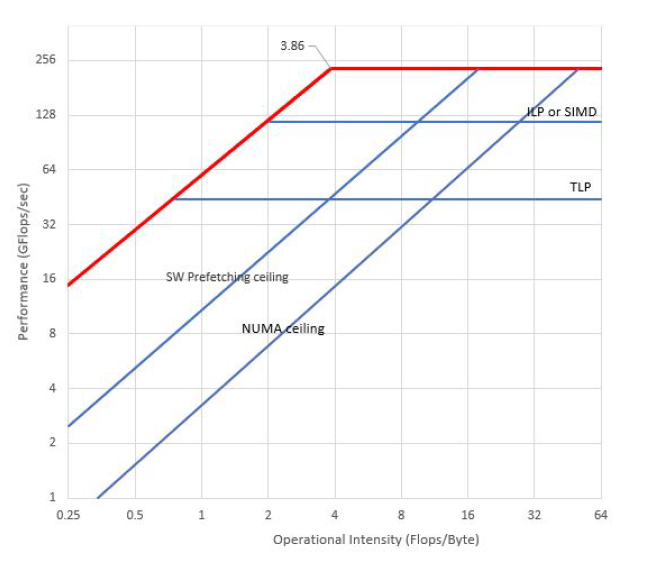 3.86
256
128
64
32
16
8
4
2
1
Performance (GFlops/sec)
ILP or SIMD
TLP
SW Prefetching ceiling
NUMA ceiling
0.25 0.5 1 2 4 8 16 32 64
Operational Intensity (Flops/Byte)